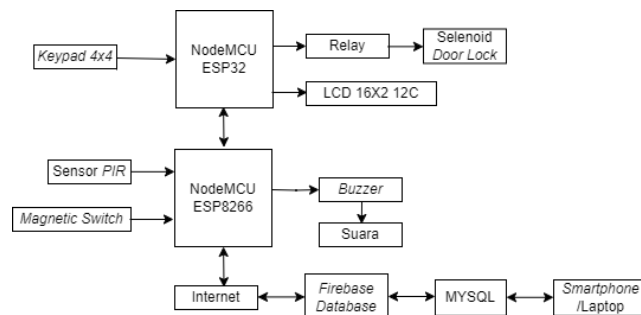 Keypad 4x4
NodeMCU
ESP32
Relay
Selenoid
Door Lock
LCD 16X2 12C
Sensor PIR
Magnetic Switch
NodeMCU
ESP8266
Buzzer
Suara
Internet
Firebase
Database
MYSQL
Smartphone
/Laptop